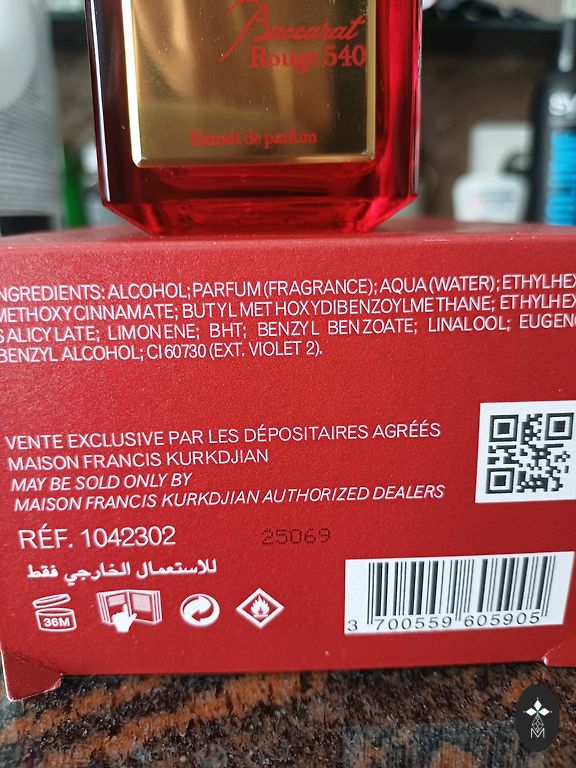 Baccarat
Rouge 540
Extrait de parfum
NGREDIENTS: ALCOHOL; PARFUM (FRAGRANCE); AQUA (WATER); ETHYLHEX
METHOXYCINNAMATE; BUTYL METHOXYDIBENZOYLMETHANE; ETHYLHEX
SALICYLATE; LIMONENE; BHT; BENZYL BENZOATE; LINALOOL; EUGENO
BENZYL ALCOHOL; CI 60730 (EXT. VIOLET 2).
VENTE EXCLUSIVE PAR LES DÉPOSITAIRES AGRÉÉS
MAISON FRANCIS KURKDJIAN
MAY BE SOLD ONLY BY
MAISON FRANCIS KURKDJIAN AUTHORIZED DEALERS
RÉF. 1042302
25069
للاستعمال الخارجي فقط
36M
3 700559 605905
M